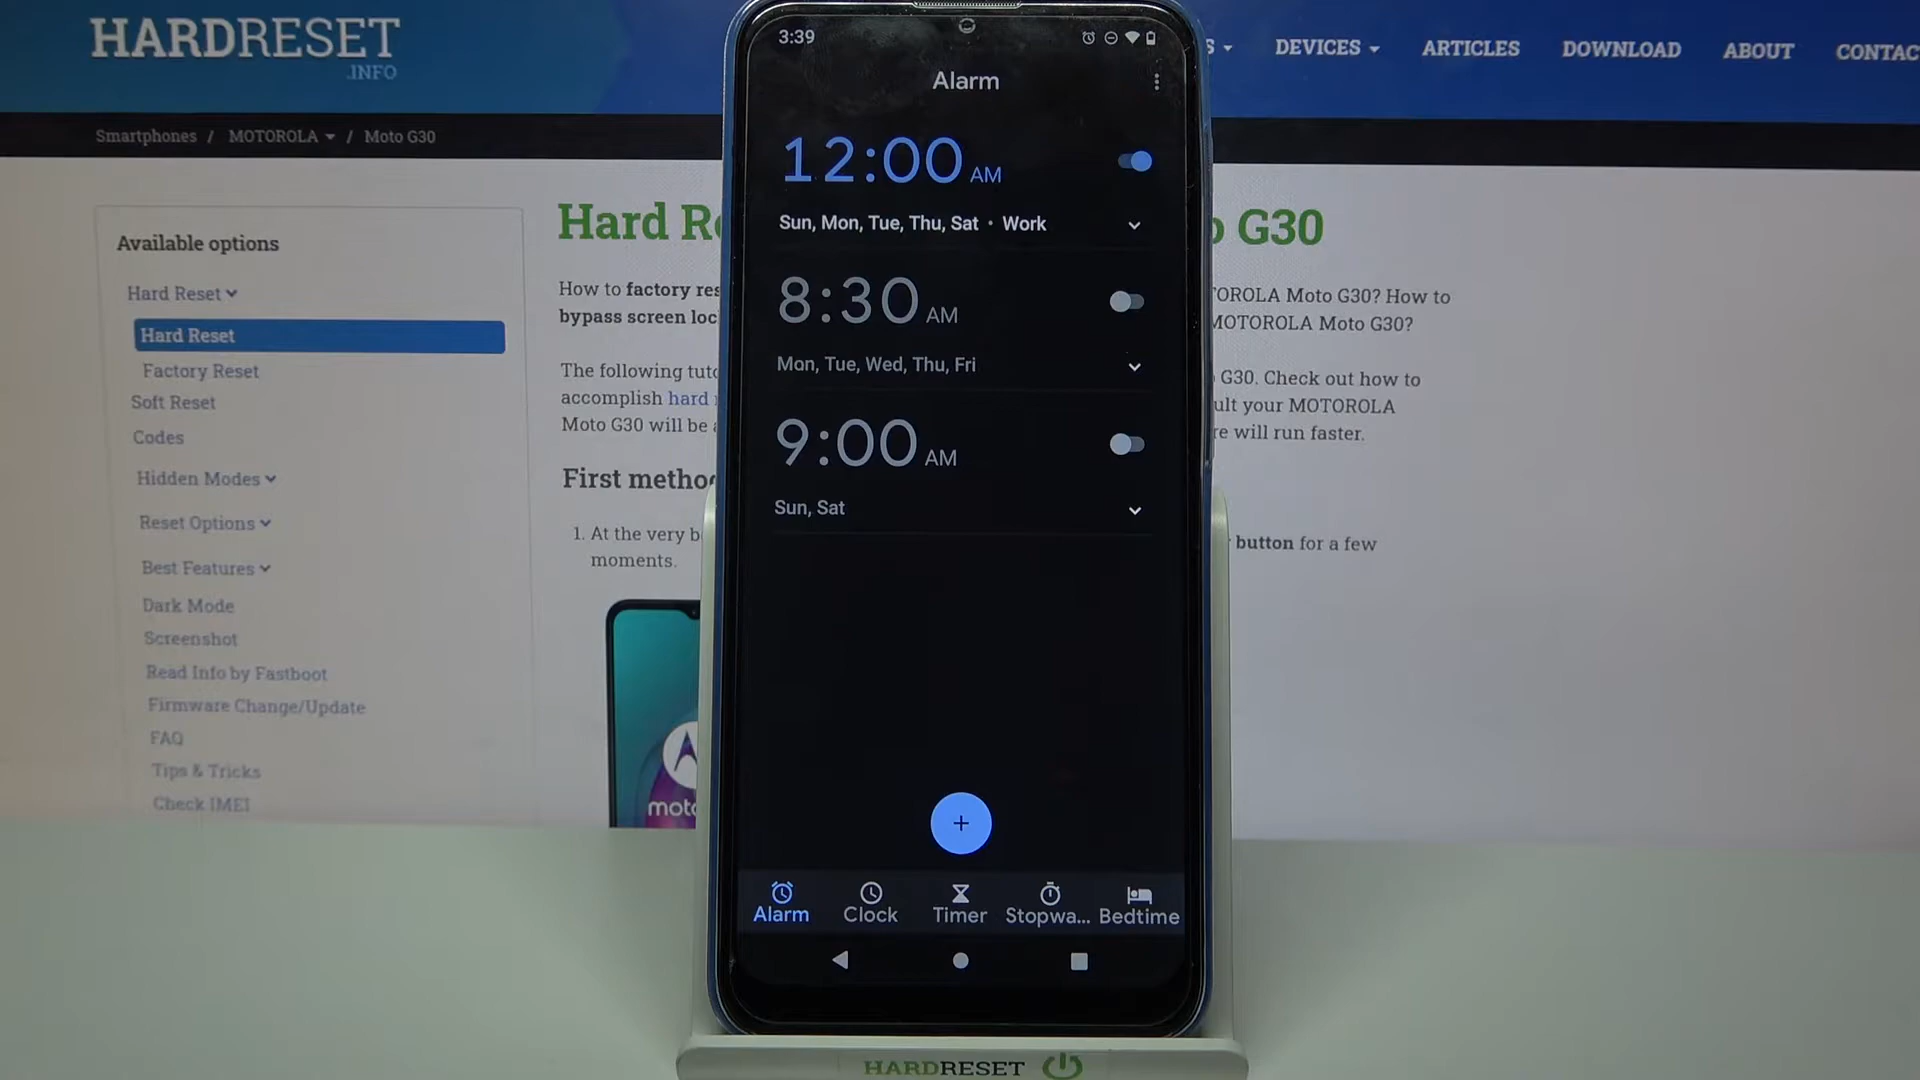 HARDRESET
.INFO
S
DEVICES
ARTICLES
DOWNLOAD
ABOUT
CONTAC
Smartphones / MOTOROLA / Moto G30
Available options
Hard Reset
Hard Reset
Factory Reset
Soft Reset
Codes
Hidden Modes
Reset Options
Best Features
Dark Mode
Screenshot
Read Info by Fastboot
Firmware Change/Update
FAQ
Tips & Tricks
Check IMEI
Hard R
G30
How to factory res
bypass screen loc
OROLA Moto G30? How to
MOTOROLA Moto G30?
The following tuto
accomplish hard
Moto G30 will be a
G30. Check out how to
ult your MOTOROLA
re will run faster.
First method
1. At the very b
moments.
button for a few
moto
3:39
Alarm
12:00 AM
Sun, Mon, Tue, Thu, Sat • Work
8:30 AM
Mon, Tue, Wed, Thu, Fri
9:00 AM
Sun, Sat
+
Alarm
Clock
Timer
Stopwa...
Bedtime
HARDRESET